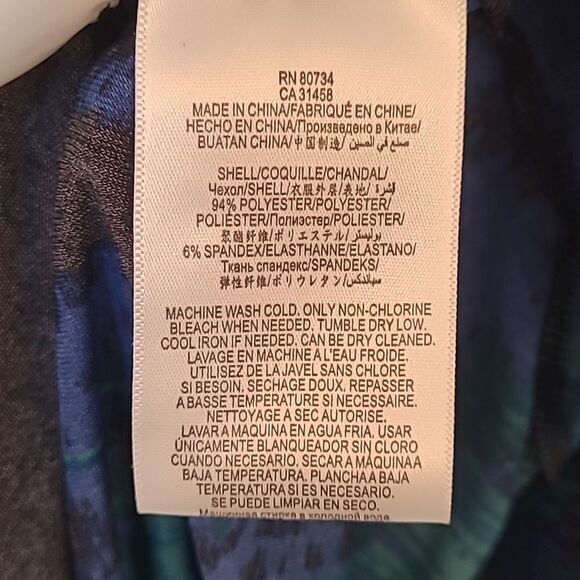 RN 80734
CA 31458
MADE IN CHINA/FABRIQUÉ EN CHINE/
HECHO EN CHINA/Произведено в Китае/
BUATAN CHINA/中国制造/ صنع في الصين/
SHELL/COQUILLE/CHANDAL/
Чехол/SHELL/衣服外层/表地/ قشرة/
94% POLYESTER/POLYESTER/
POLIÉSTER/Полиэстер/POLIESTER/
聚酯纤维/ポリエステル/ بوليستر/
6% SPANDEX/ELASTHANNE/ELASTANO/
Ткань спандекс/SPANDEKS/
弹性纤维/ポリウレタン/ سباندكس/
MACHINE WASH COLD. ONLY NON-CHLORINE
BLEACH WHEN NEEDED. TUMBLE DRY LOW.
COOL IRON IF NEEDED. CAN BE DRY CLEANED.
LAVAGE EN MACHINE À L'EAU FROIDE.
UTILISEZ DE LA JAVEL SANS CHLORE
SI BESOIN. SECHAGE DOUX. REPASSER
A BASSE TEMPERATURE SI NECESSAIRE.
NETTOYAGE A SEC AUTORISE.
LAVAR A MAQUINA EN AGUA FRIA. USAR
ÚNICAMENTE BLANQUEADOR SIN CLORO
CUANDO NECESARIO. SECAR A MAQUINA A
BAJA TEMPERATURA. PLANCHA A BAJA
TEMPERATURA SI ES NECESARIO.
SE PUEDE LIMPIAR EN SECO.
Машинная стирка в холодной воде